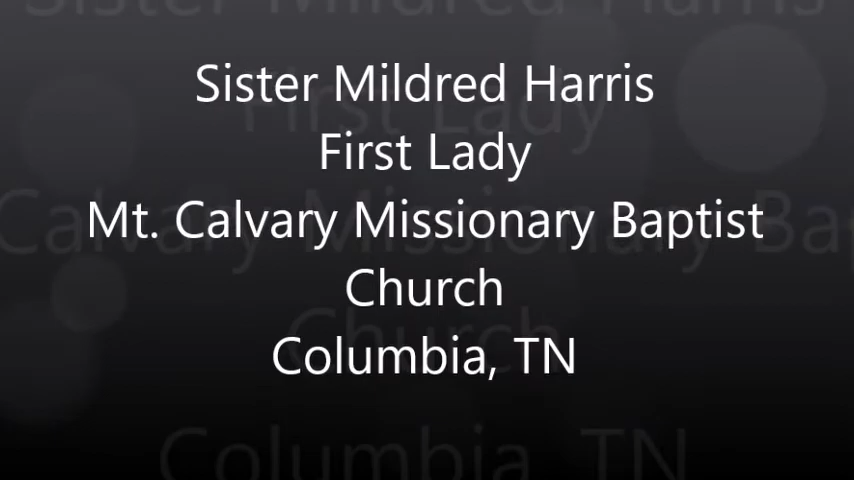 Sister Mildred Harris
First Lady
Mt. Calvary Missionary Baptist
Church
Columbia, TN